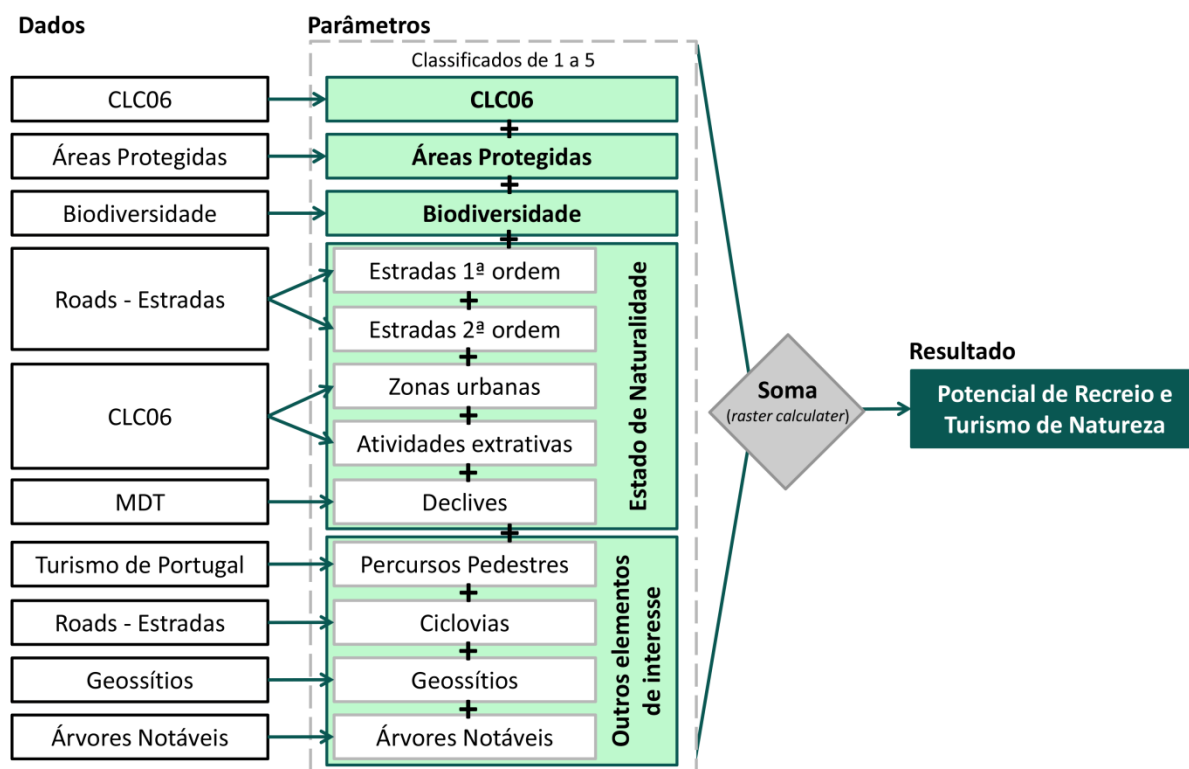 Dados
Parâmetros
Classificados de 1 a 5
CLC06
CLC06
+
Áreas Protegidas
Áreas Protegidas
+
Biodiversidade
Biodiversidade
+
Roads - Estradas
Estradas 1ª ordem
+
Estradas 2ª ordem
+
CLC06
Zonas urbanas
+
Atividades extrativas
+
MDT
Declives
Estado de Naturalidade
+
Turismo de Portugal
Percursos Pedestres
+
Roads - Estradas
Ciclovias
+
Geossítios
Geossítios
+
Árvores Notáveis
Árvores Notáveis
Outros elementos
de interesse
Soma
(raster calculater)
Resultado
Potencial de Recreio e
Turismo de Natureza